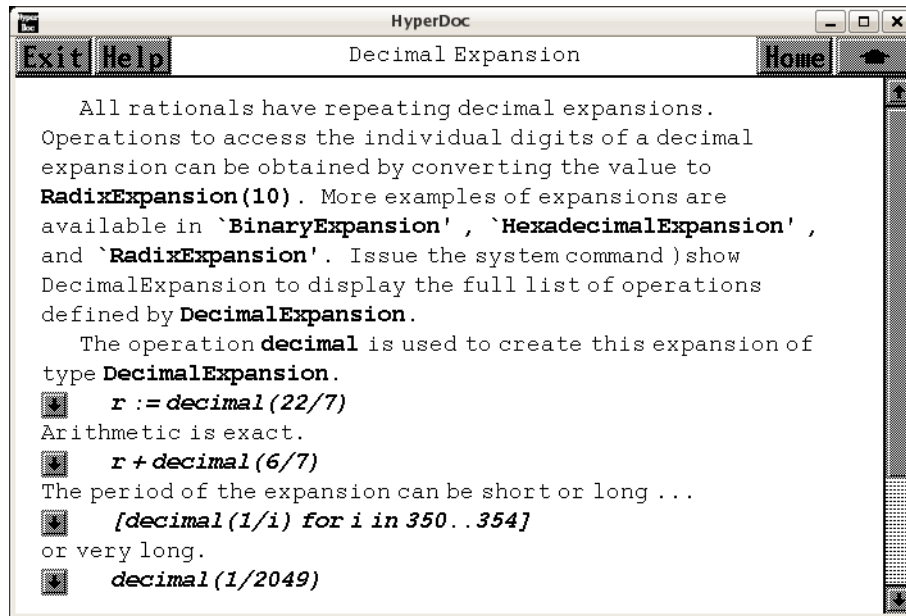 Hyper
Doc
HyperDoc
Exit Help Decimal Expansion Home
All rationals have repeating decimal expansions.
Operations to access the individual digits of a decimal
expansion can be obtained by converting the value to
RadixExpansion(10). More examples of expansions are
available in `BinaryExpansion' , `HexadecimalExpansion' ,
and `RadixExpansion'. Issue the system command )show
DecimalExpansion to display the full list of operations
defined by DecimalExpansion.
The operation decimal is used to create this expansion of
type DecimalExpansion.
r := decimal(22/7)
Arithmetic is exact.
r + decimal(6/7)
The period of the expansion can be short or long ...
[decimal(1/i) for i in 350..354]
or very long.
decimal(1/2049)